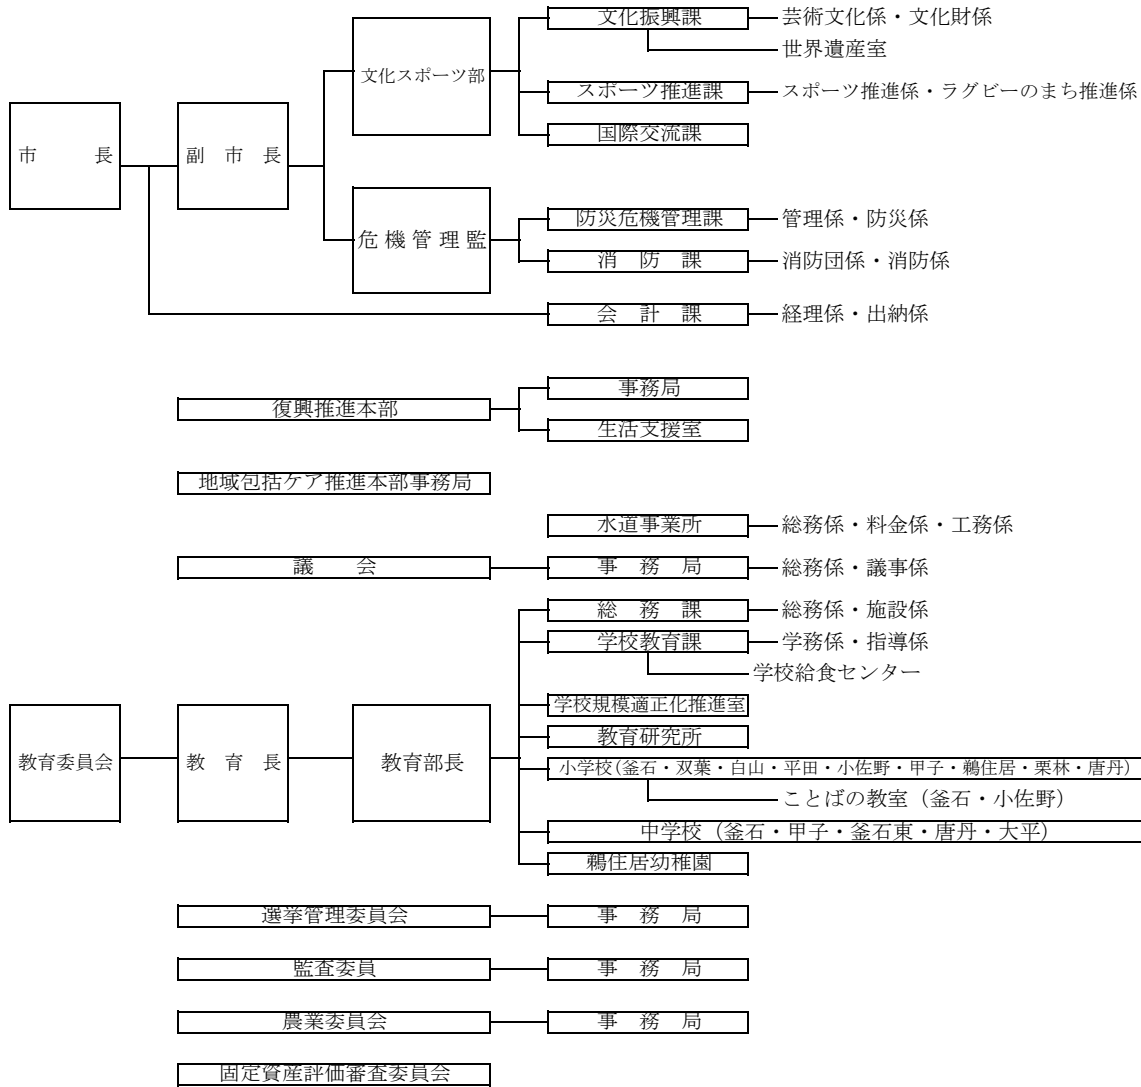 文化振興課 芸術文化係・文化財係
世界遺産室
文化スポーツ部
スポーツ推進課 スポーツ推進係・ラグビーのまち推進係
国際交流課
市　長 副　市　長
防災危機管理課 管理係・防災係
危機管理監
消　防　課 消防団係・消防係
会　計　課 経理係・出納係
事務局
復興推進本部
生活支援室
地域包括ケア推進本部事務局
水道事業所 総務係・料金係・工務係
議　会 事　務　局 総務係・議事係
総　務　課 総務係・施設係
学校教育課 学務係・指導係
学校給食センター
学校規模適正化推進室
教育研究所
教育委員会 教　育　長 教育部長
小学校(釜石・双葉・白山・平田・小佐野・甲子・鵜住居・栗林・唐丹)
ことばの教室（釜石・小佐野）
中学校（釜石・甲子・釜石東・唐丹・大平）
鵜住居幼稚園
選挙管理委員会 事　務　局
監査委員 事　務　局
農業委員会 事　務　局
固定資産評価審査委員会